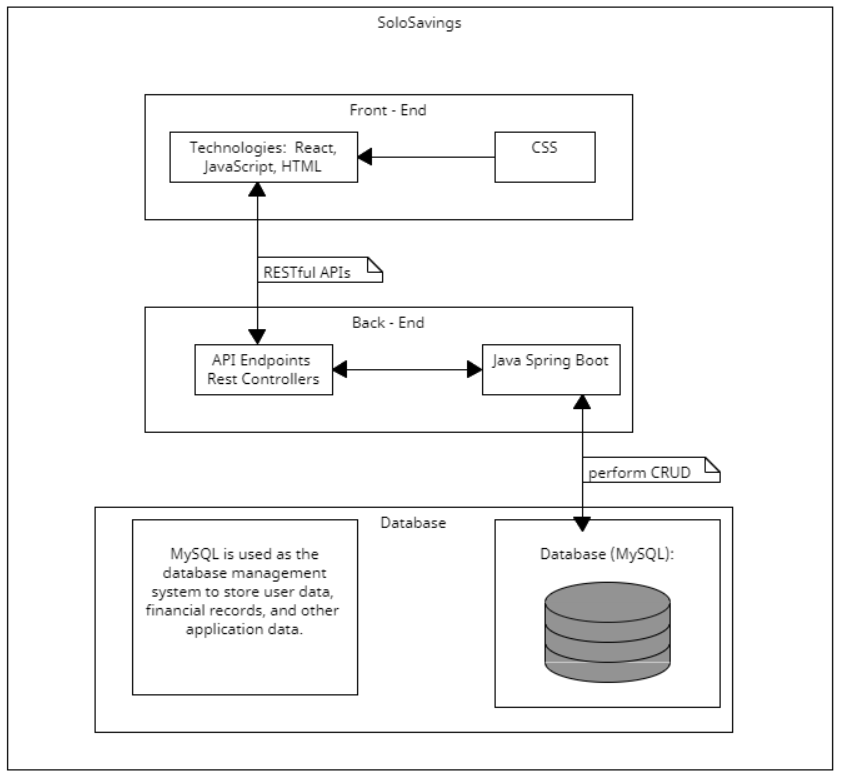 SoloSavings
Front - End
Technologies:  React,
JavaScript, HTML
CSS
RESTful APIs
Back - End
API Endpoints
Rest Controllers
Java Spring Boot
perform CRUD
Database
MySQL is used as the
database management
system to store user data,
financial records, and other
application data.
Database (MySQL):